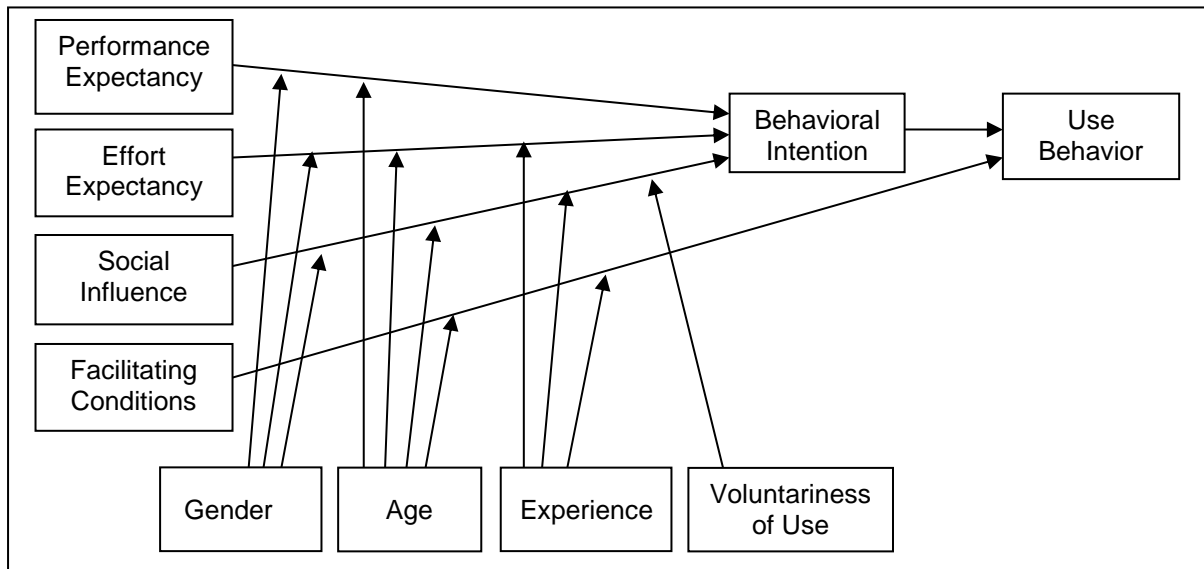 Performance
Expectancy
Effort
Expectancy
Social
Influence
Facilitating
Conditions
Behavioral
Intention
Use
Behavior
Gender
Age
Experience
Voluntariness
of Use